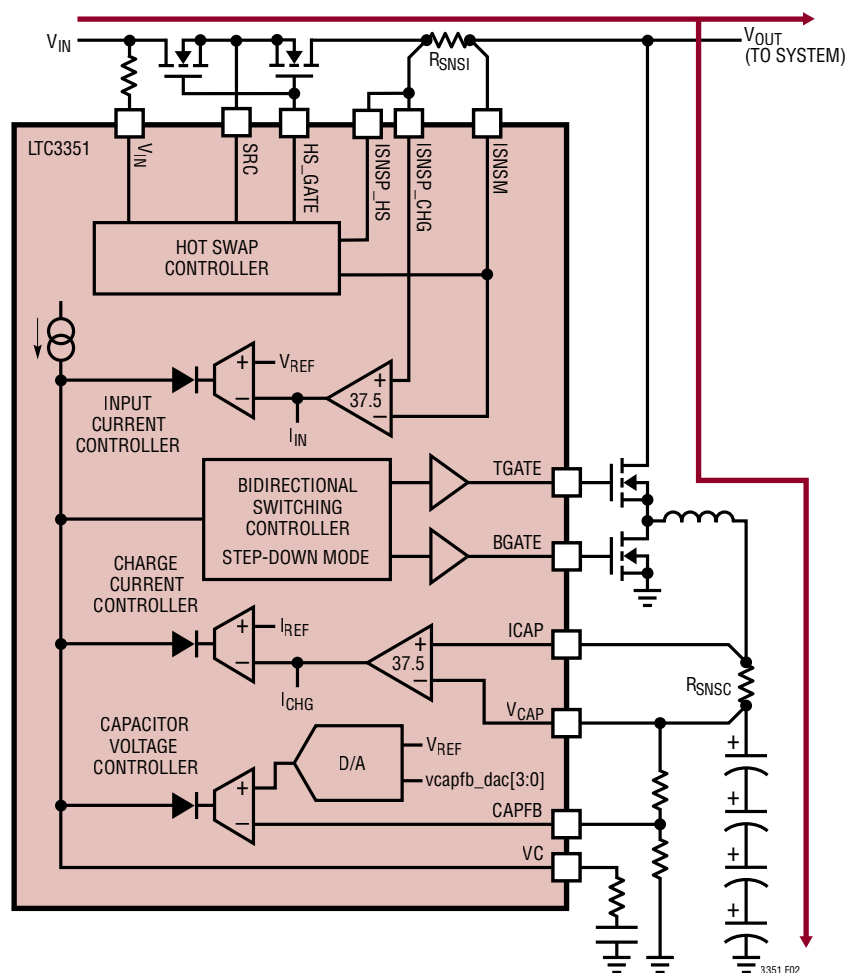 VIN
RSNSI
VOUT
(TO SYSTEM)
LTC3351
VIN
SRC
HS_GATE
ISNSP_HS
ISNSP_CHG
ISNSM
HOT SWAP
CONTROLLER
+
VREF
–
+
37.5
–
INPUT
CURRENT
CONTROLLER
IIN
BIDIRECTIONAL
SWITCHING
CONTROLLER
STEP-DOWN MODE
TGATE
BGATE
CHARGE
CURRENT
CONTROLLER
+
IREF
–
+
37.5
–
ICAP
ICHG
VCAP
RSNSC
CAPACITOR
VOLTAGE
CONTROLLER
D/A
VREF
vcapfb_dac[3:0]
+
–
CAPFB
VC
+
+
+
+
3351 F02